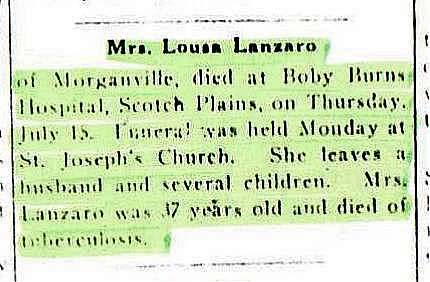 Mrs. Lousa Lanzaro
of Morganville, died at Boby Burns
Hospital, Scotch Plains, on Thursday,
July 15. Funeral was held Monday at
St. Joseph's Church. She leaves a
husband and several children. Mrs.
Lanzaro was 37 years old and died of
tuberculosis.